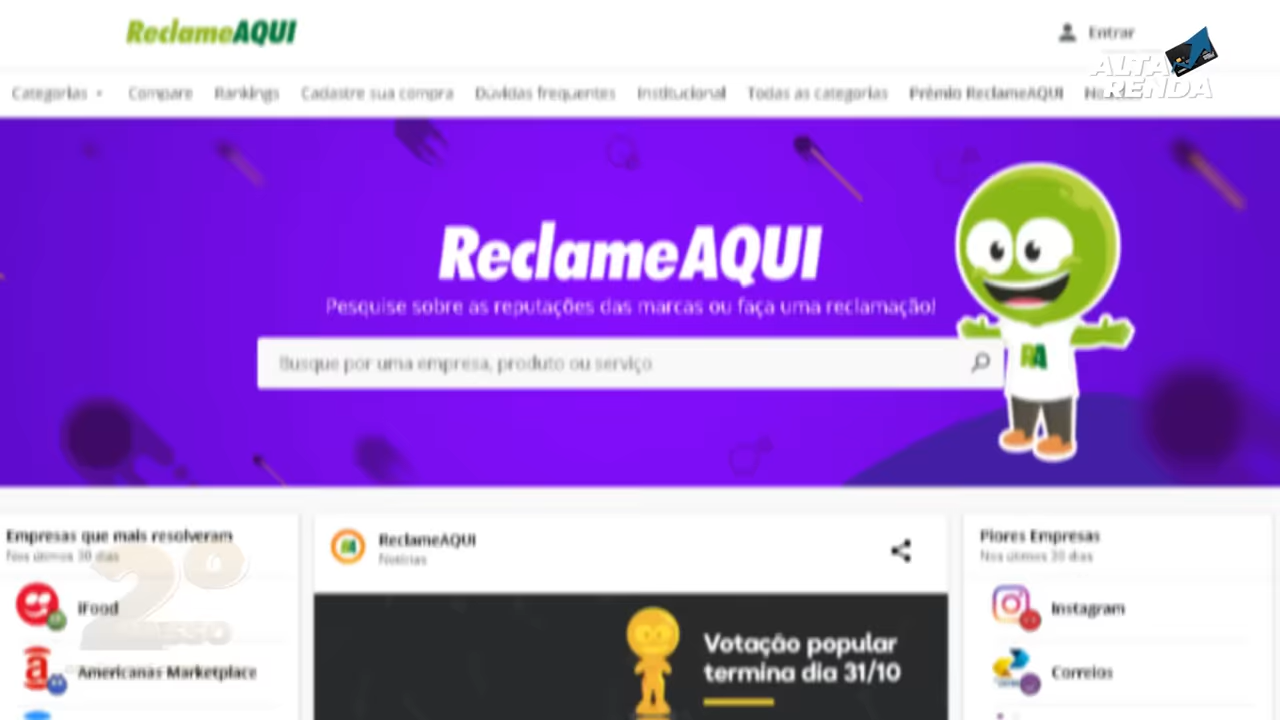 ReclameAQUI
Entrar
ALTA
RENDA
Categorias
Compare
Rankings
Cadastre sua compra
Dúvidas frequentes
Institucional
Todas as categorias
Prêmio ReclameAQUI
ReclameAQUI
Pesquise sobre as reputações das marcas ou faça uma reclamação!
Busque por uma empresa, produto ou serviço
RA
Empresas que mais resolveram
Nos útimos 30 dias
2º
iFood
Americanas Marketplace
ReclameAQUI
Notícias
Votação popular
termina dia 31/10
Piores Empresas
Nos útimos 30 dias
Instagram
Correios